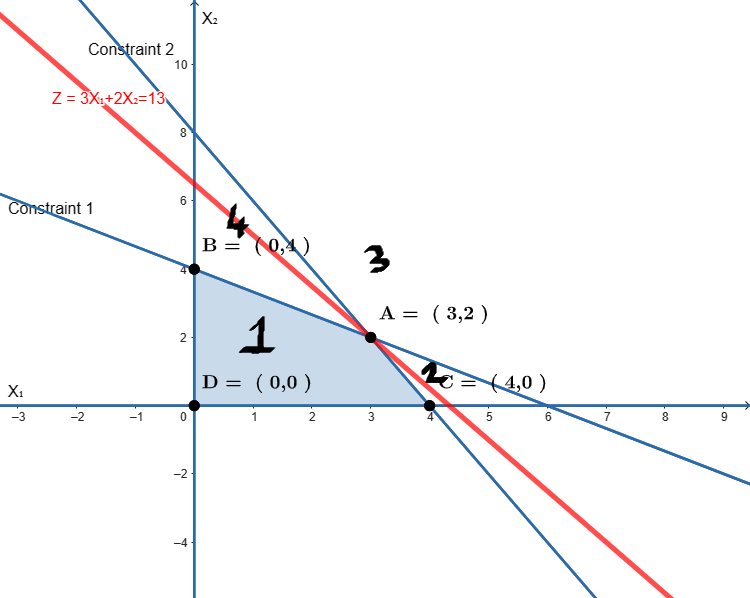 X₂
Constraint 2
10
Z = 3X₁+2X₂=13
8
6
Constraint 1
4
B = ( 0,4 )
4
3
A = ( 3,2 )
2
1
2
C = ( 4,0 )
D = ( 0,0 )
X₁
–3 –2 –1 0 1 2 3 4 5 6 7 8 9
–2
–4